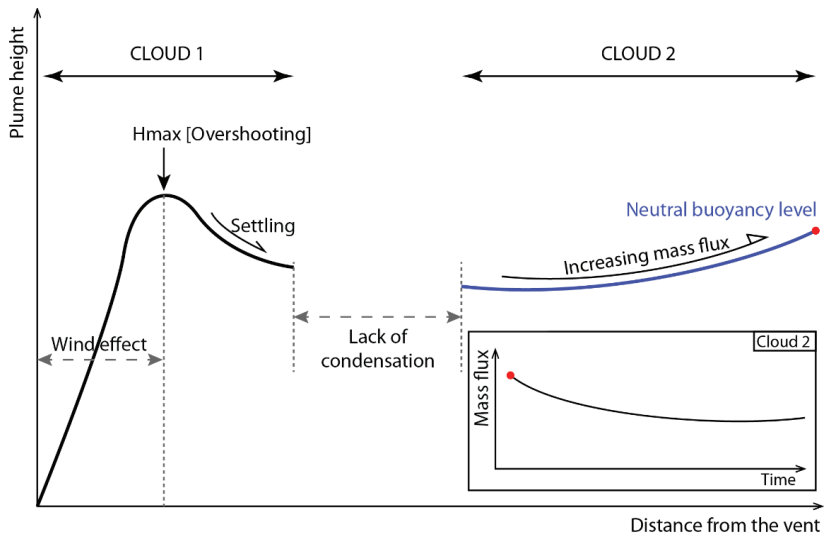 Plume height
CLOUD 1
CLOUD 2
Hmax [Overshooting]
Settling
Neutral buoyancy level
Increasing mass flux
Wind effect
Lack of
condensation
Cloud 2
Mass flux
Time
Distance from the vent